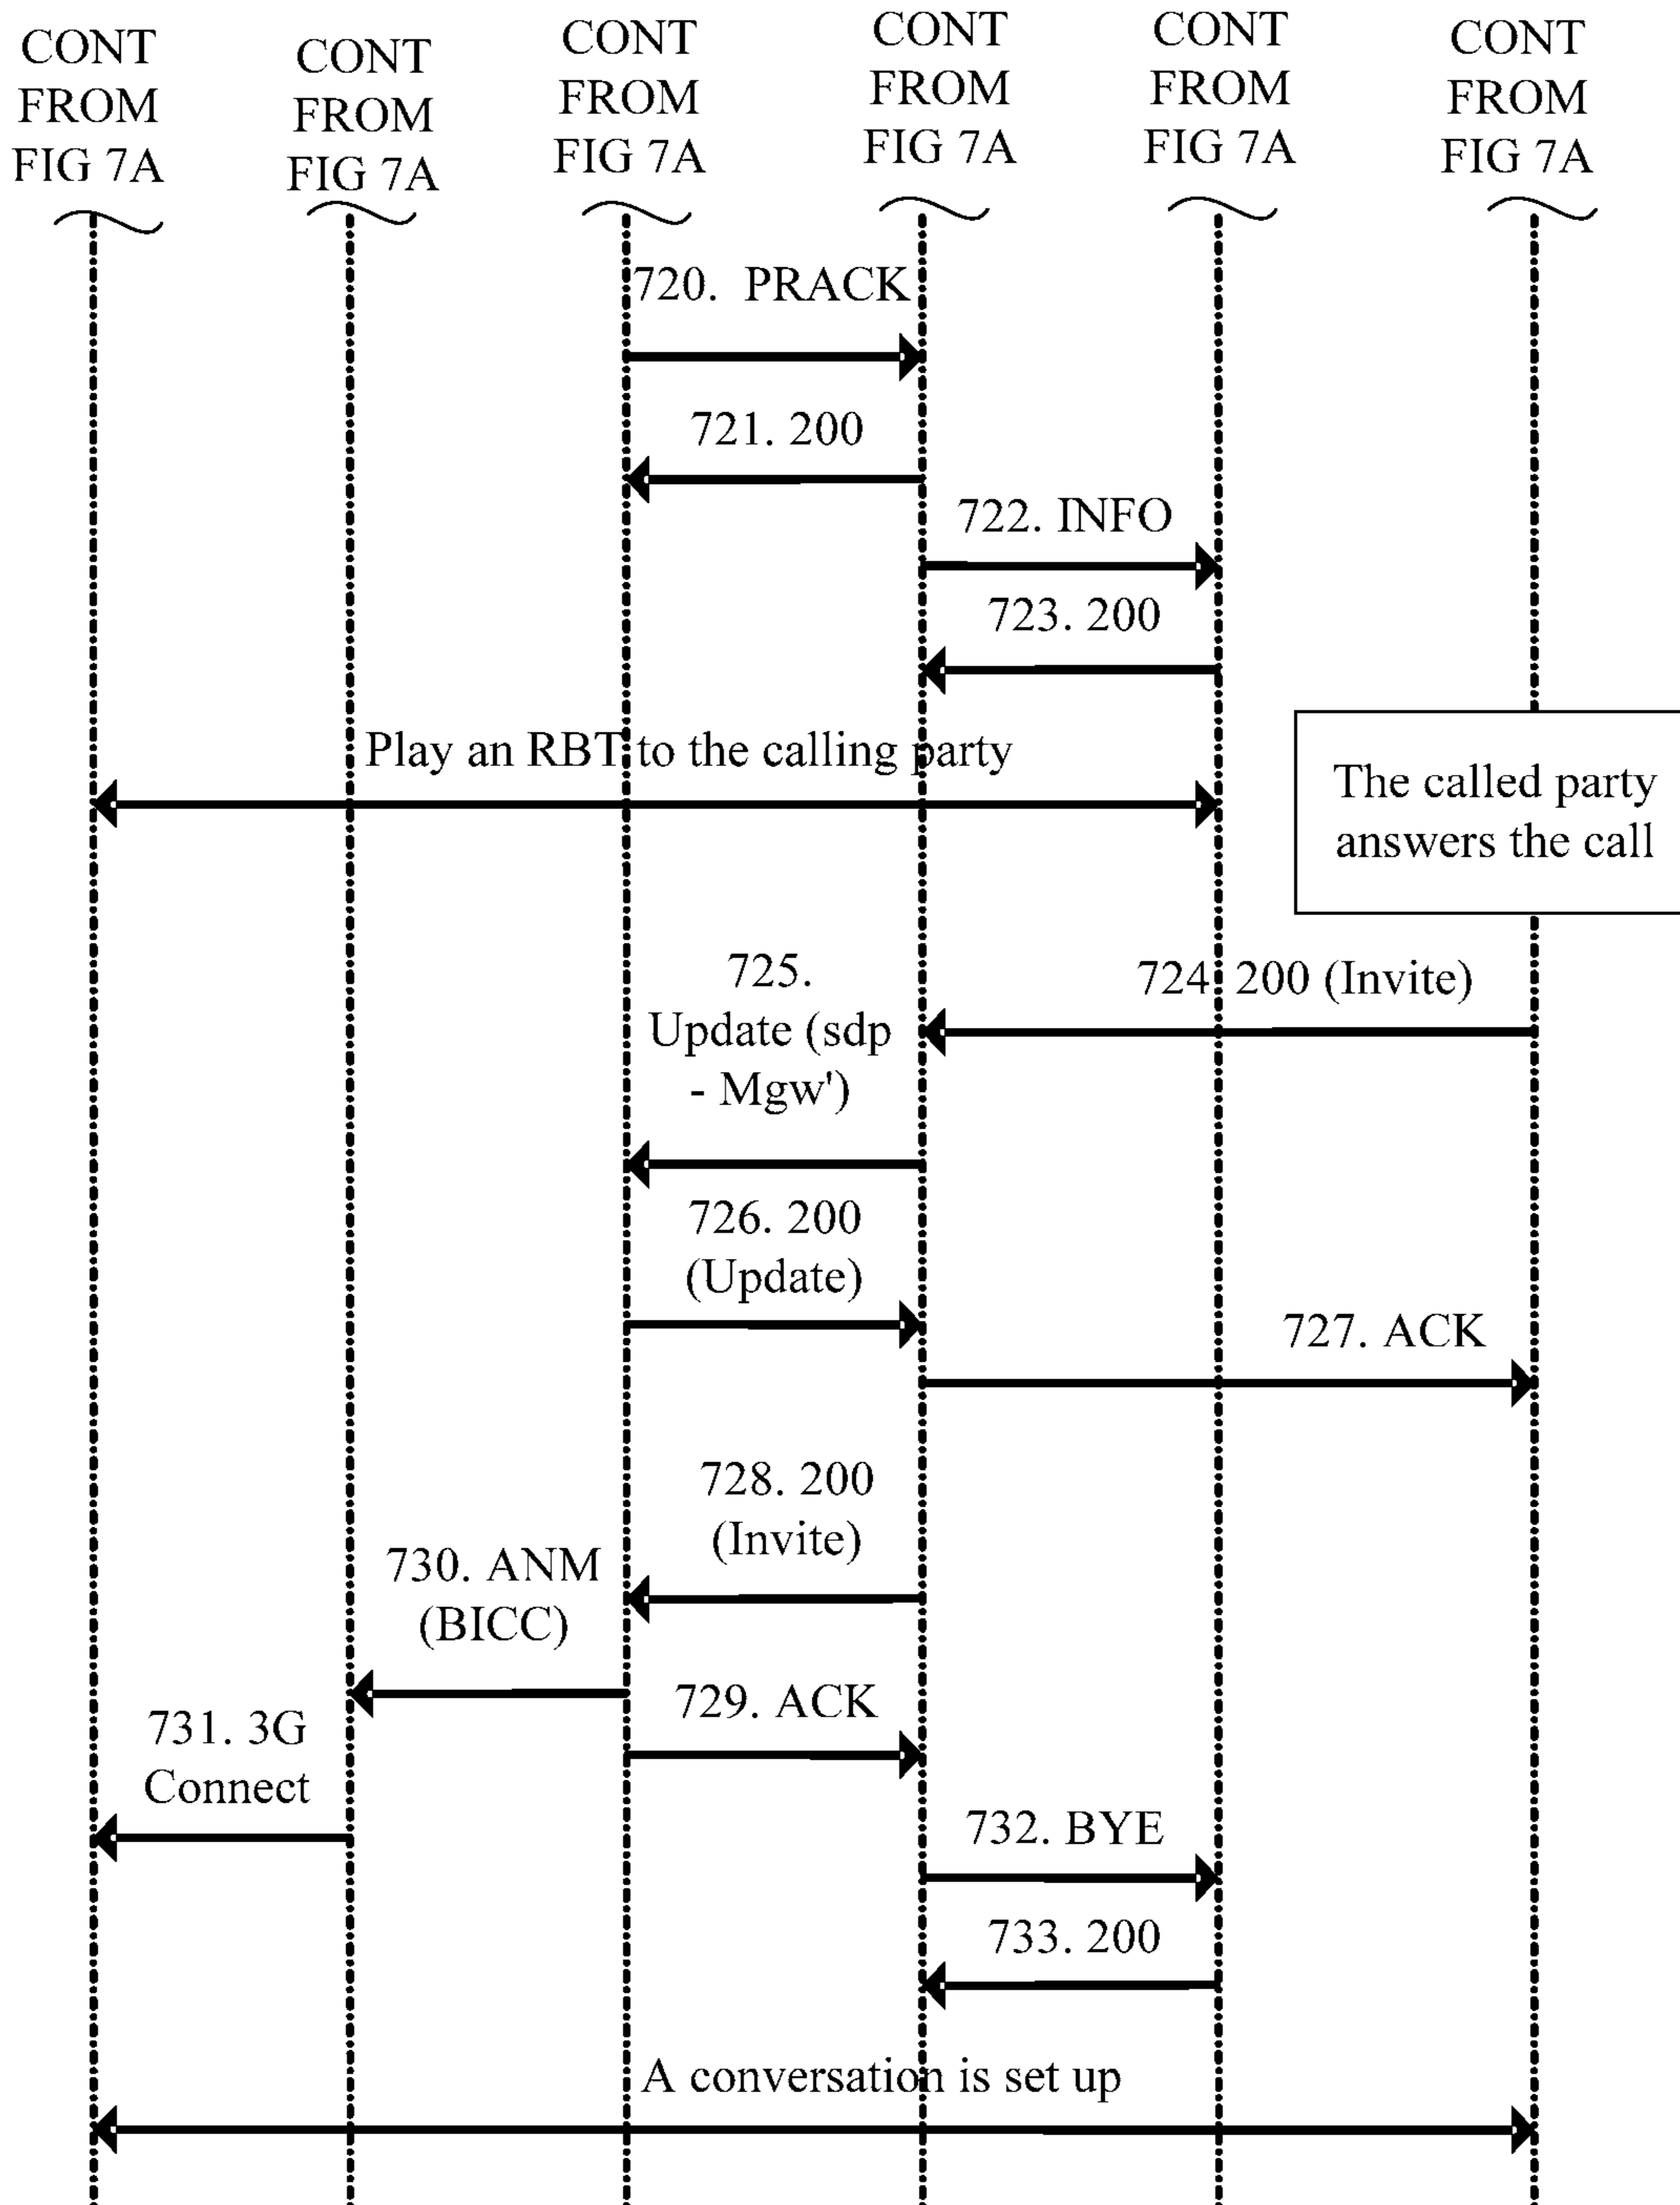 CONT
FROM
FIG 7A
CONT
FROM
FIG 7A
CONT
FROM
FIG 7A
CONT
FROM
FIG 7A
CONT
FROM
FIG 7A
CONT
FROM
FIG 7A
720. PRACK
721. 200
722. INFO
723. 200
Play an RBT to the calling party
The called party
answers the call
724. 200 (Invite)
725.
Update (sdp
- Mgw')
726. 200
(Update)
727. ACK
728. 200
(Invite)
730. ANM
(BICC)
729. ACK
731. 3G
Connect
732. BYE
733. 200
A conversation is set up